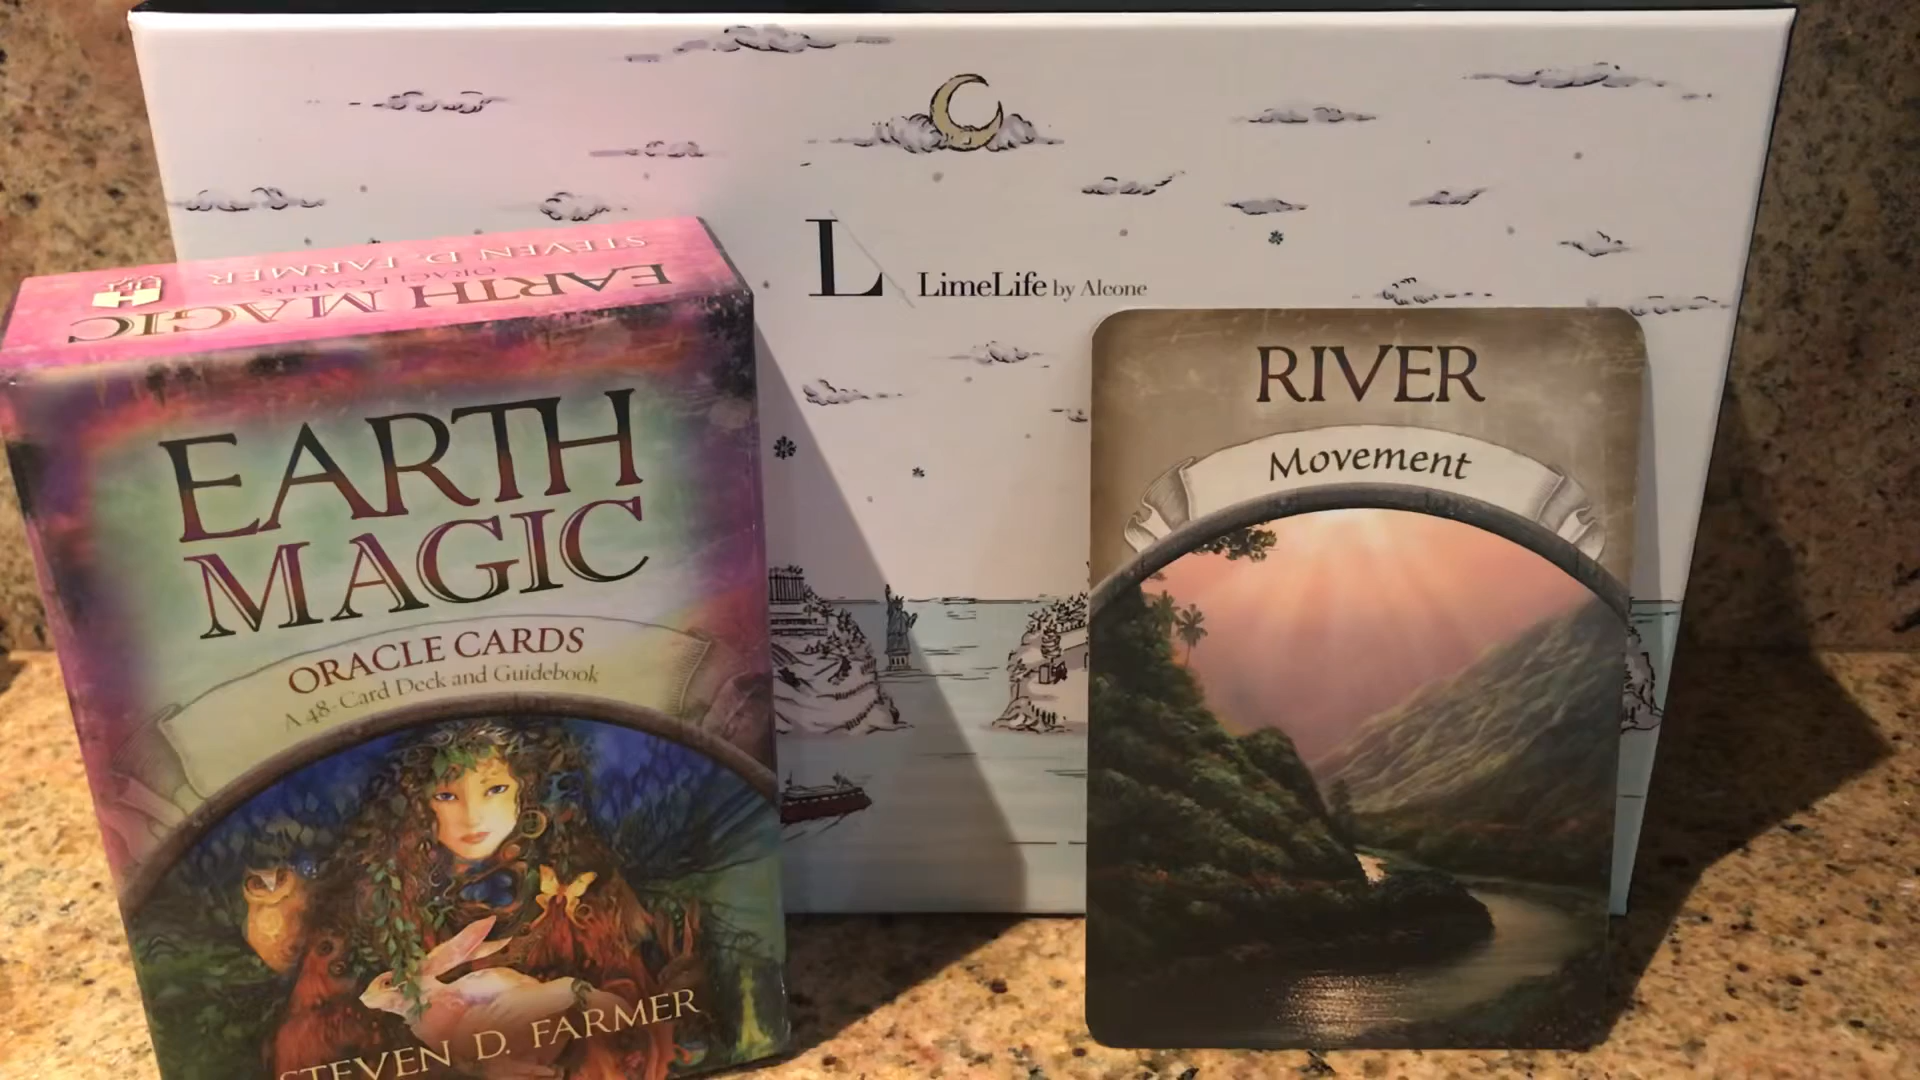 L LimeLife by Alcone
STEVEN D. FARMER
ORACLE CARDS
EARTH MAGIC
EARTH
MAGIC
ORACLE CARDS
A 48-Card Deck and Guidebook
STEVEN D. FARMER
RIVER
Movement